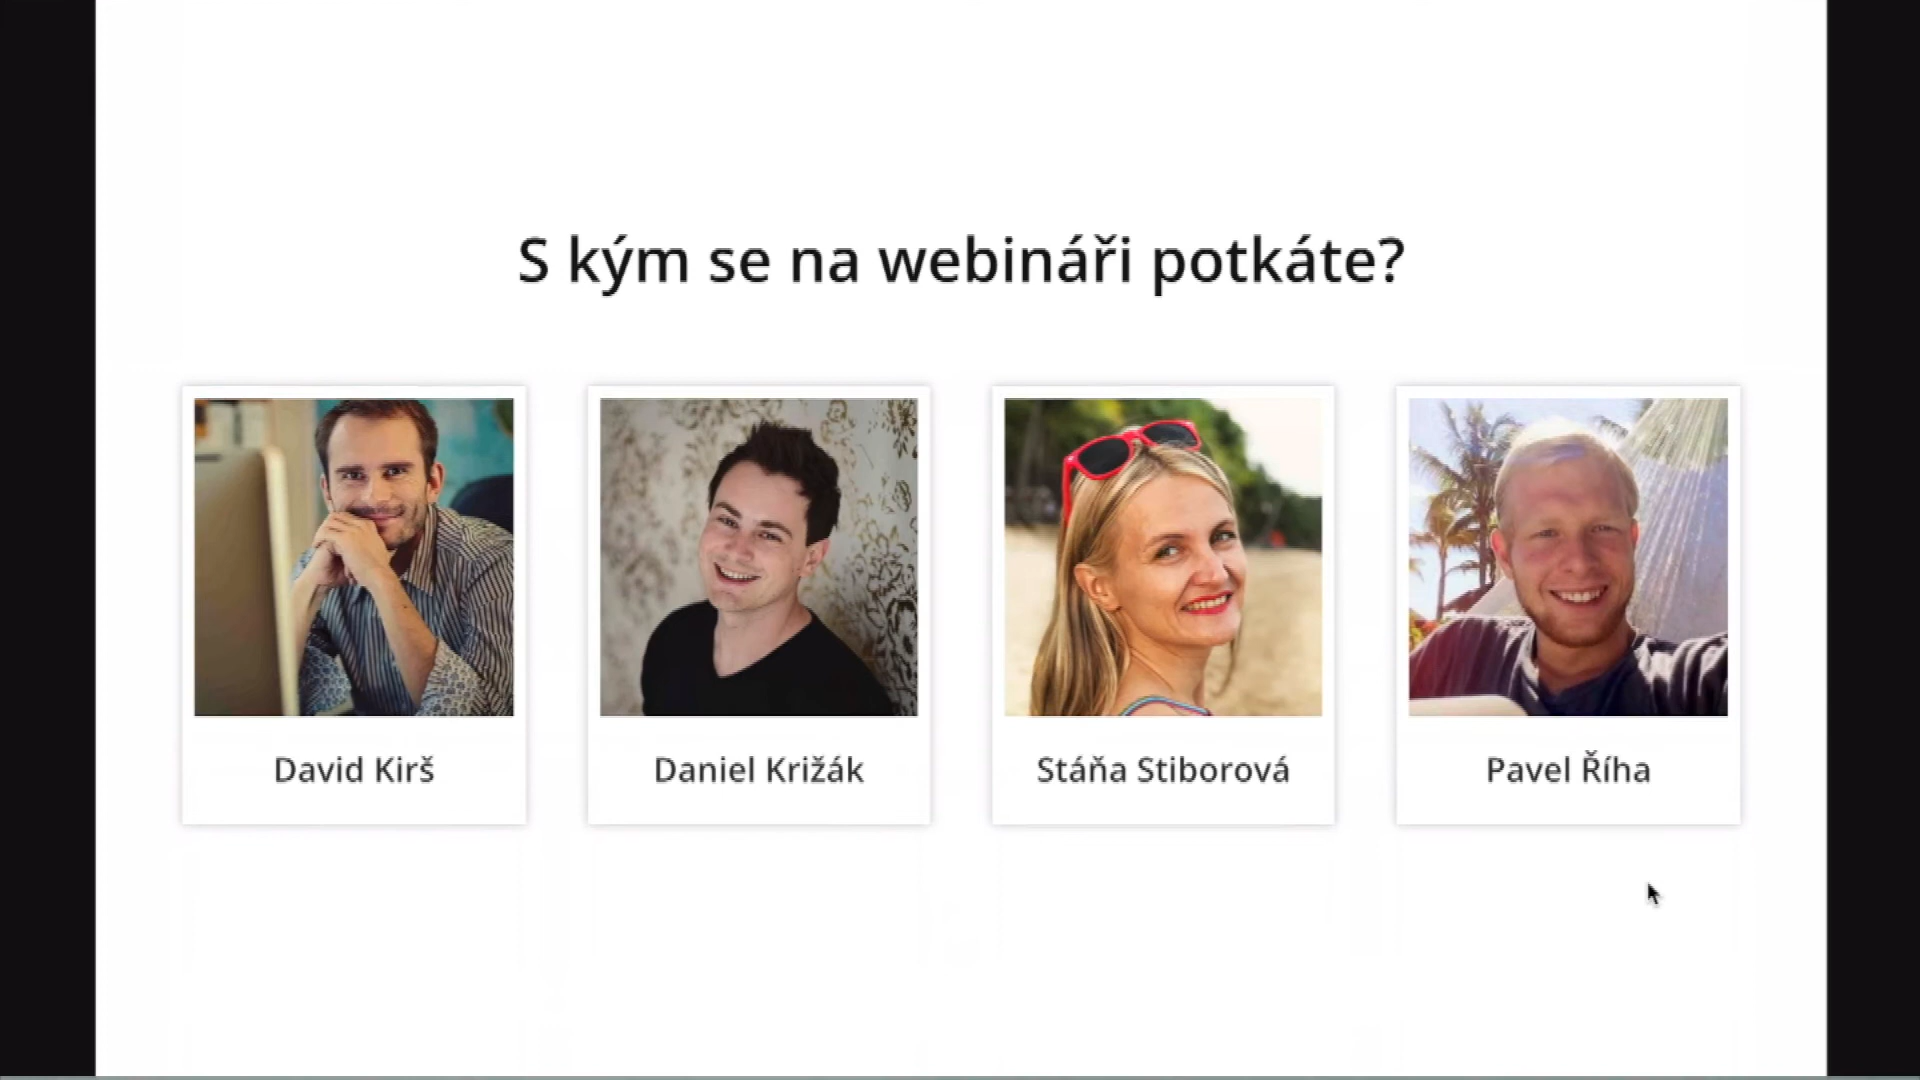 S kým se na webináři potkáte?
David Kirš
Daniel Križák
Stáňa Stiborová
Pavel Říha